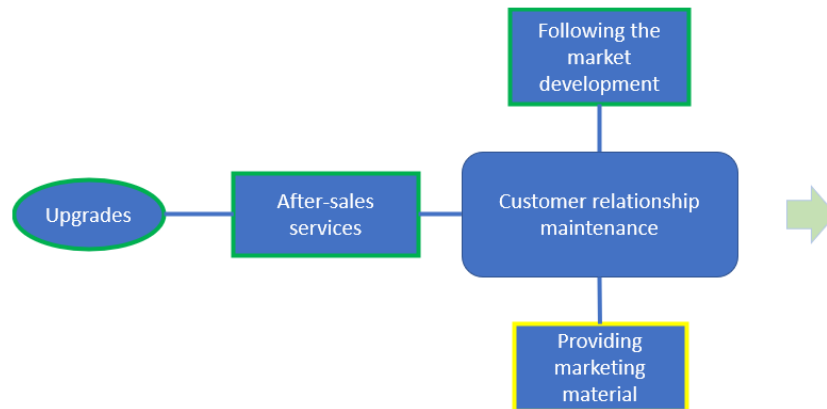 Following the
market
development
Upgrades
After-sales
services
Customer relationship
maintenance
Providing
marketing
material